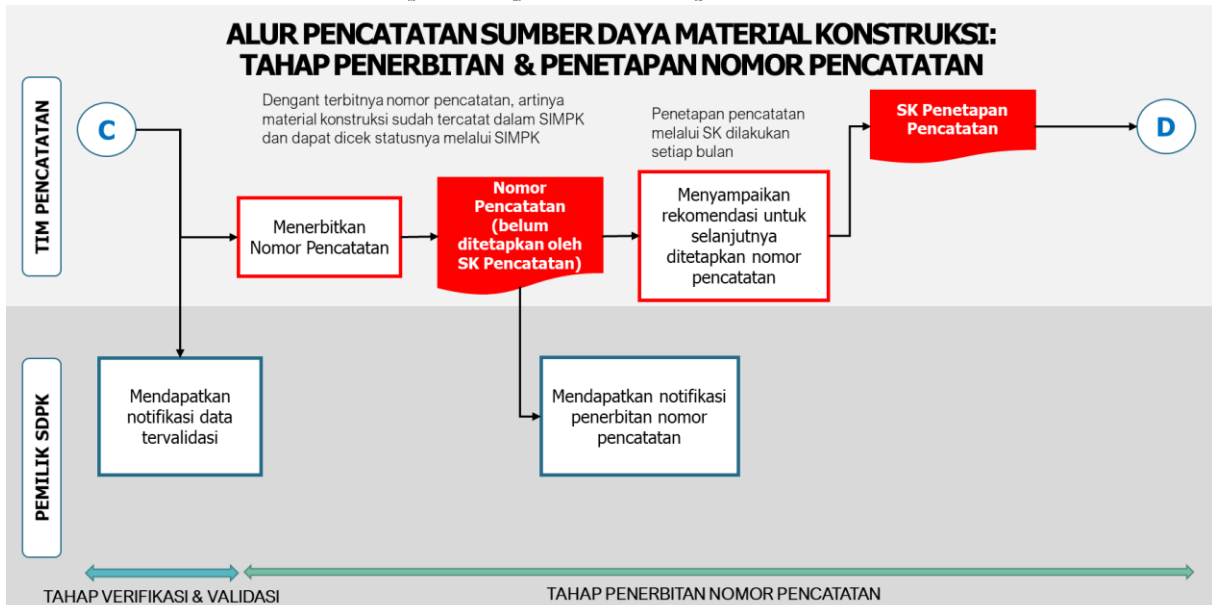 ALUR PENCATATAN SUMBER DAYA MATERIAL KONSTRUKSI:
TAHAP PENERBITAN & PENETAPAN NOMOR PENCATATAN
TIM PENCATATAN
C
Dengant terbitnya nomor pencatatan, artinya
material konstruksi sudah tercatat dalam SIMPK
dan dapat dicek statusnya melalui SIMPK
Penetapan pencatatan
melalui SK dilakukan
setiap bulan
SK Penetapan
Pencatatan
D
Menerbitkan
Nomor Pencatatan
Nomor
Pencatatan
(belum
ditetapkan oleh
SK Pencatatan)
Menyampaikan
rekomendasi untuk
selanjutnya
ditetapkan nomor
pencatatan
PEMILIK SDPK
Mendapatkan
notifikasi data
tervalidasi
Mendapatkan notifikasi
penerbitan nomor
pencatatan
TAHAP VERIFIKASI & VALIDASI
TAHAP PENERBITAN NOMOR PENCATATAN